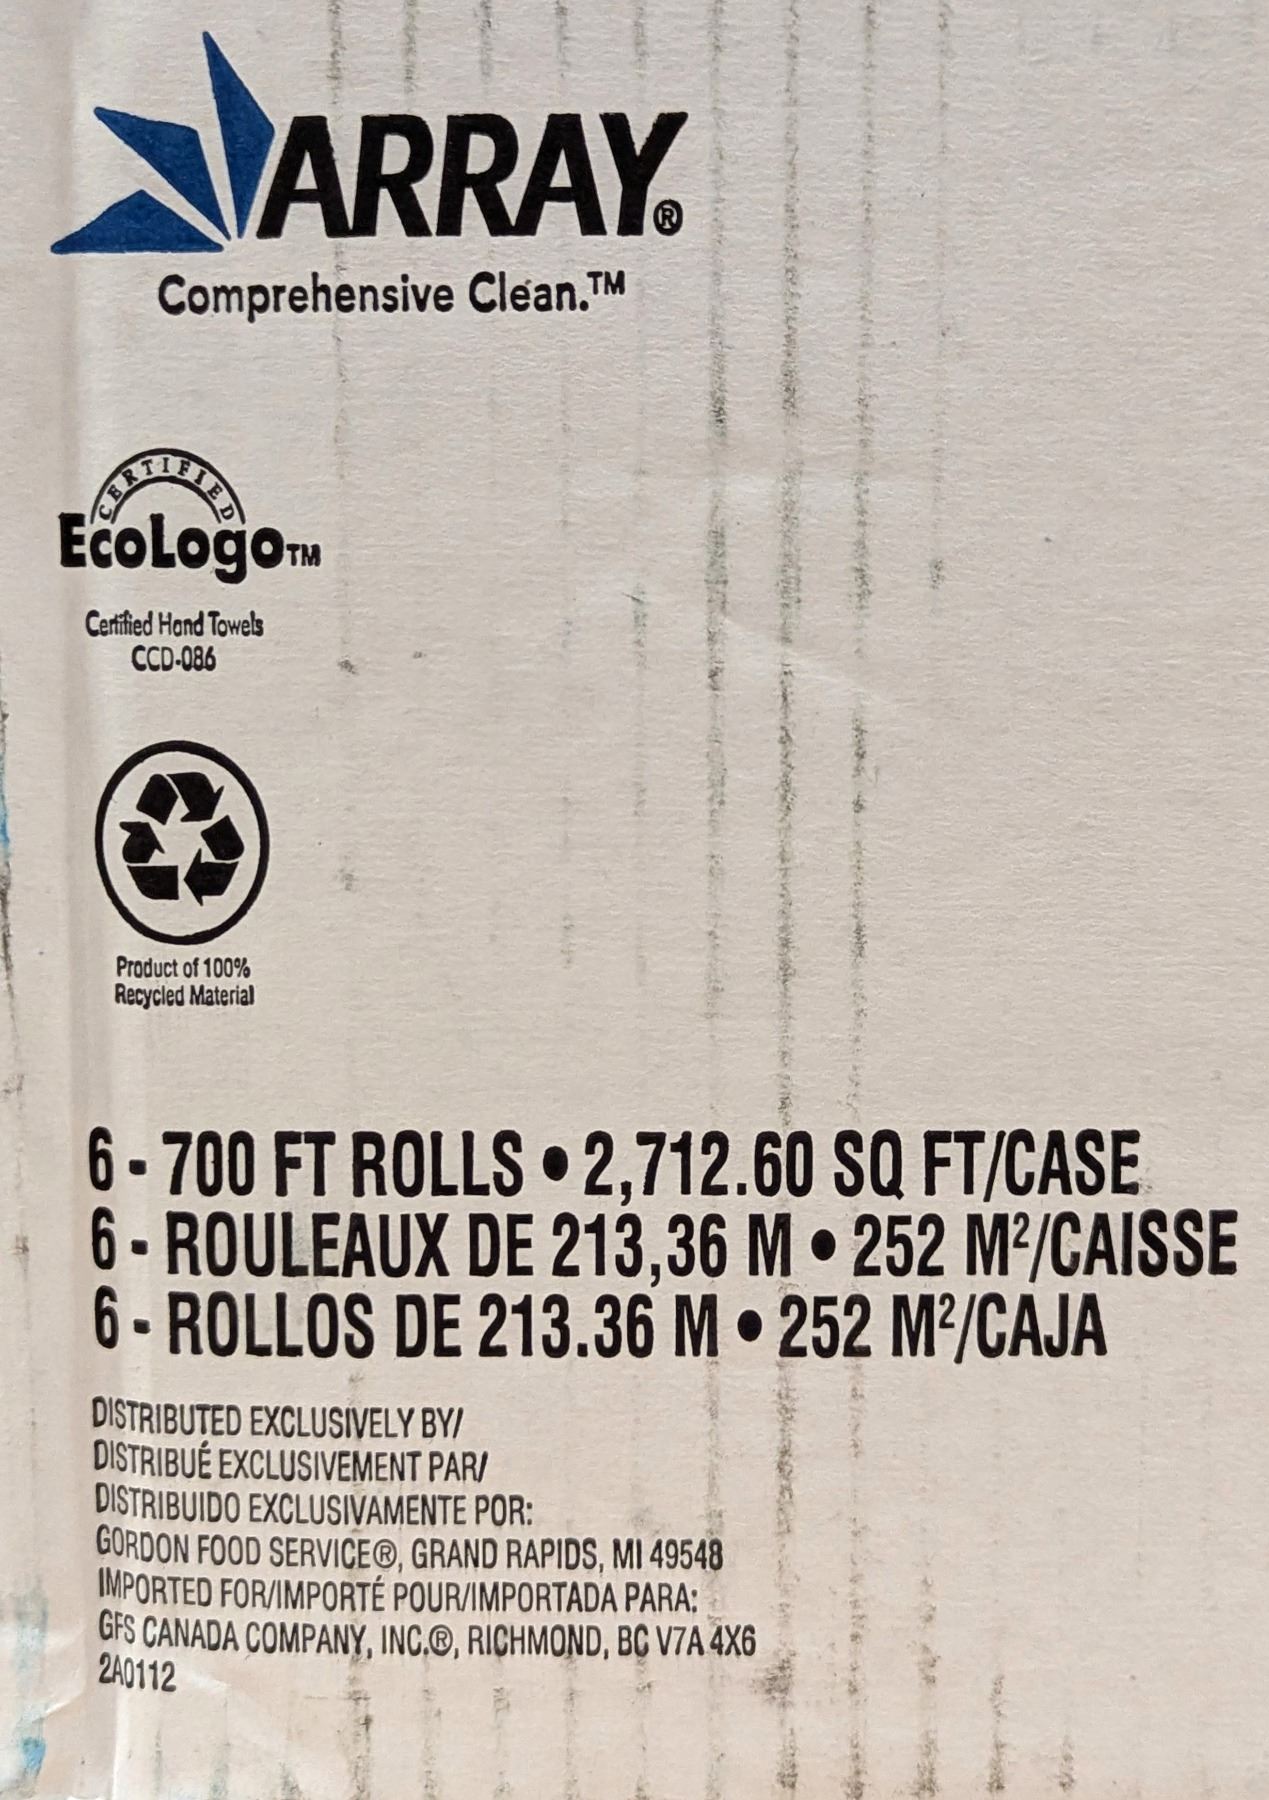 ARRAY®
Comprehensive Clean.™
CERTIFIED
EcoLogo™
Certified Hand Towels
CCD-086
Product of 100%
Recycled Material
6 - 700 FT ROLLS • 2,712.60 SQ FT/CASE
6 - ROULEAUX DE 213,36 M • 252 M²/CAISSE
6 - ROLLOS DE 213.36 M • 252 M²/CAJA
DISTRIBUTED EXCLUSIVELY BY/
DISTRIBUÉ EXCLUSIVEMENT PAR/
DISTRIBUIDO EXCLUSIVAMENTE POR:
GORDON FOOD SERVICE®, GRAND RAPIDS, MI 49548
IMPORTED FOR/IMPORTÉ POUR/IMPORTADA PARA:
GFS CANADA COMPANY, INC.®, RICHMOND, BC V7A 4X6
2A0112